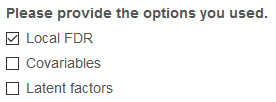 Please provide the options you used.
Local FDR
Covariables
Latent factors